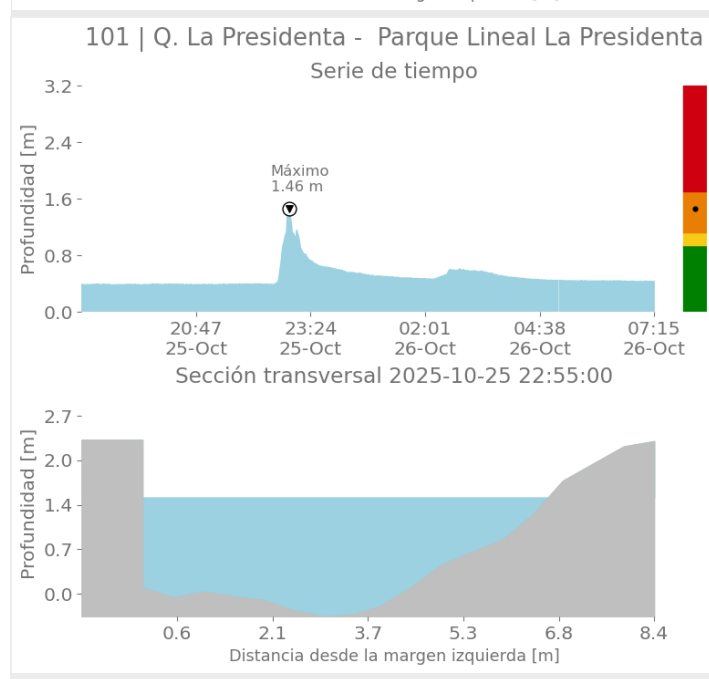 101 | Q. La Presidenta -  Parque Lineal La Presidenta
Serie de tiempo
Profundidad [m]
3.2
2.4
1.6
0.8
0.0
Máximo
1.46 m
20:47 23:24 02:01 04:38 07:15
25-Oct 25-Oct 26-Oct 26-Oct 26-Oct
Sección transversal 2025-10-25 22:55:00
Profundidad [m]
2.7
2.0
1.4
0.7
0.0
0.6 2.1 3.7 5.3 6.8 8.4
Distancia desde la margen izquierda [m]